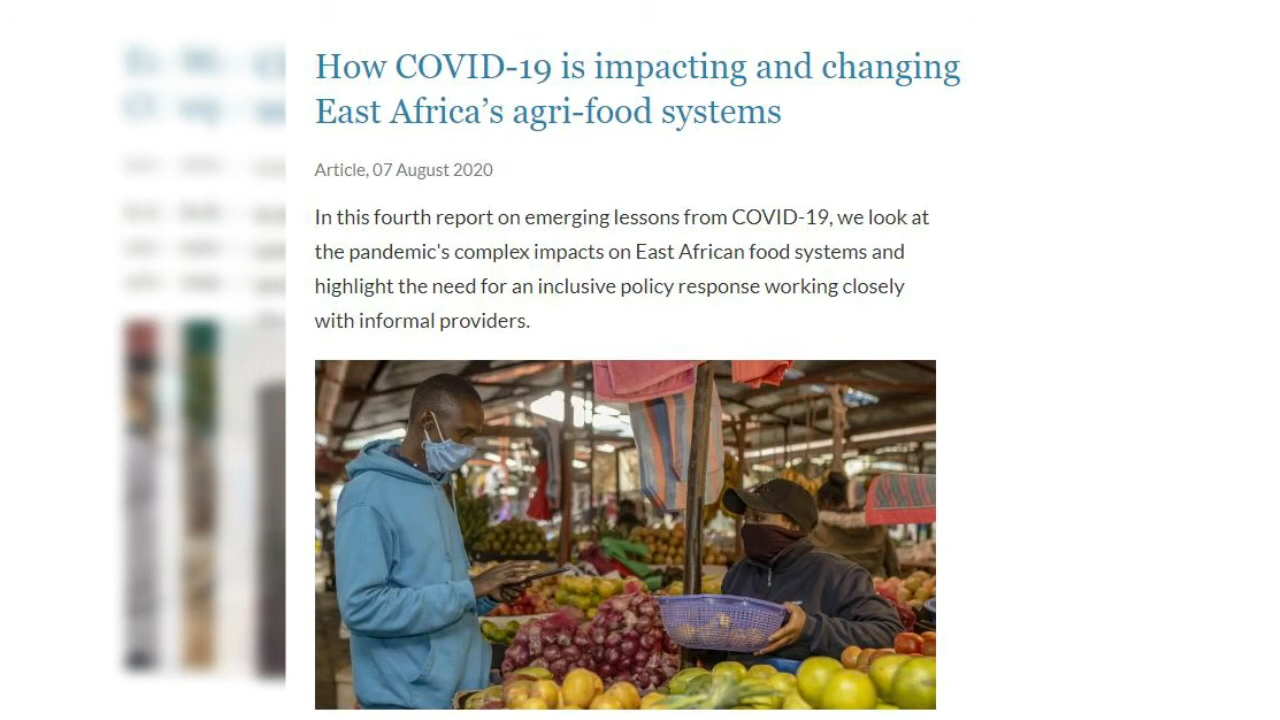 How COVID-19 is impacting and changing
East Africa’s agri-food systems
Article, 07 August 2020
In this fourth report on emerging lessons from COVID-19, we look at
the pandemic's complex impacts on East African food systems and
highlight the need for an inclusive policy response working closely
with informal providers.